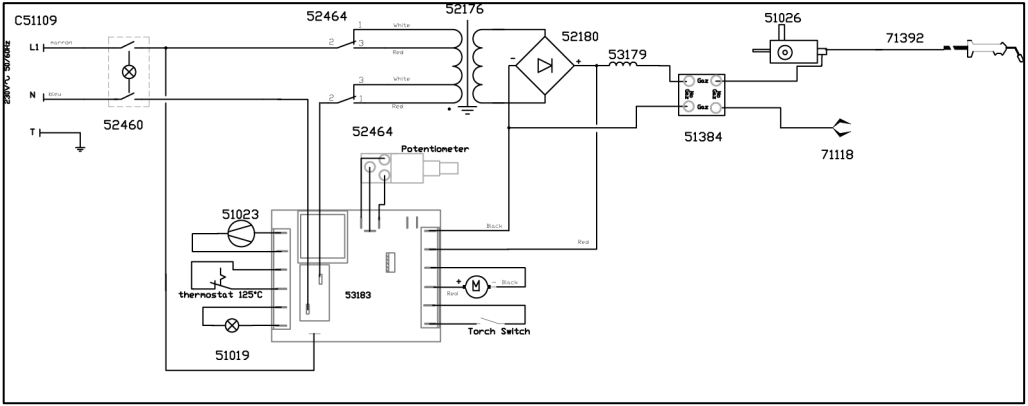 C51109
52464
52176
51026
1
White
L1
marron
2
3
Red
52180
53179
71392
-
+
230V°C 50/60Hz
3
White
Gaz
N
bleu
2
1
Red
Gaz
52460
T
52464
51384
Potentiometer
71118
51023
Black
Red
+
M
- Black
thermostat 125°C
Red
53183
Torch Switch
51019